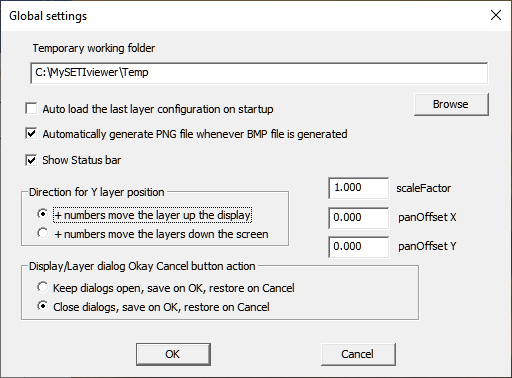 Global settings
Temporary working folder
C:\MySETIviewer\Temp
Auto load the last layer configuration on startup
Browse
Automatically generate PNG file whenever BMP file is generated
Show Status bar
Direction for Y layer position
+ numbers move the layer up the display
+ numbers move the layers down the screen
1.000 scaleFactor
0.000 panOffset X
0.000 panOffset Y
Display/Layer dialog Okay Cancel button action
Keep dialogs open, save on OK, restore on Cancel
Close dialogs, save on OK, restore on Cancel
OK Cancel